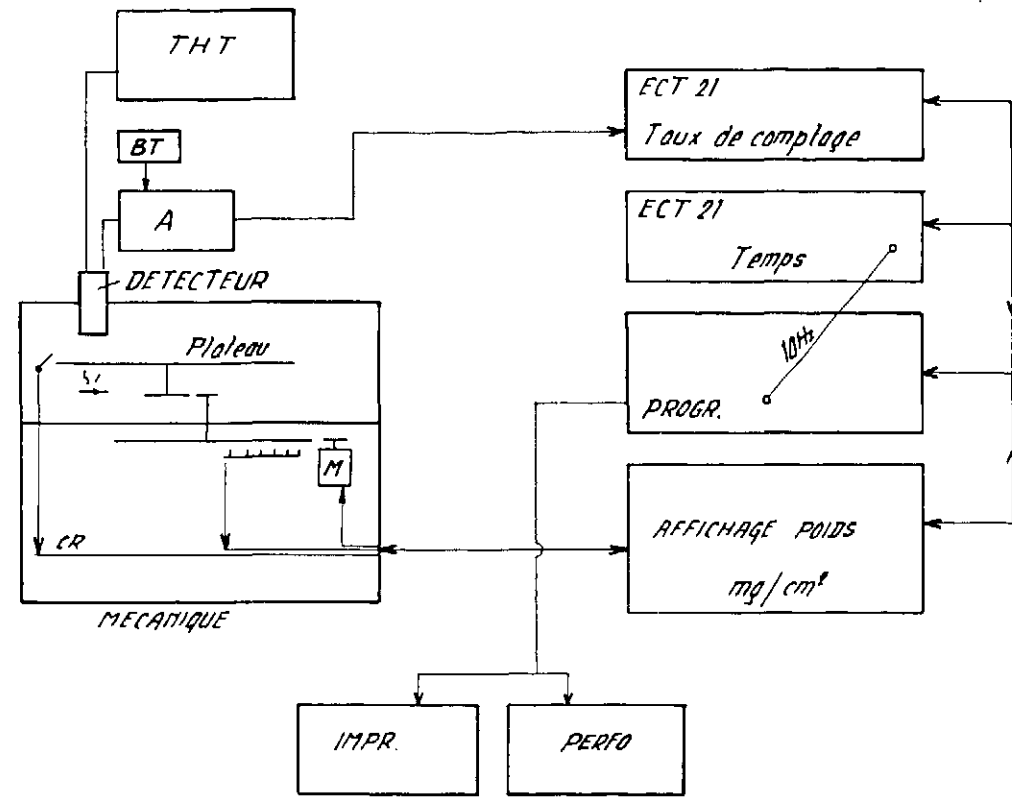 THT
BT
A
DETECTEUR
Plateau
M
CR
MECANIQUE
ECT 21
Taux de complage
ECT 21
Temps
10Hz
PROGR.
AFFICHAGE POIDS
mg/cm²
IMPR.
PERFO